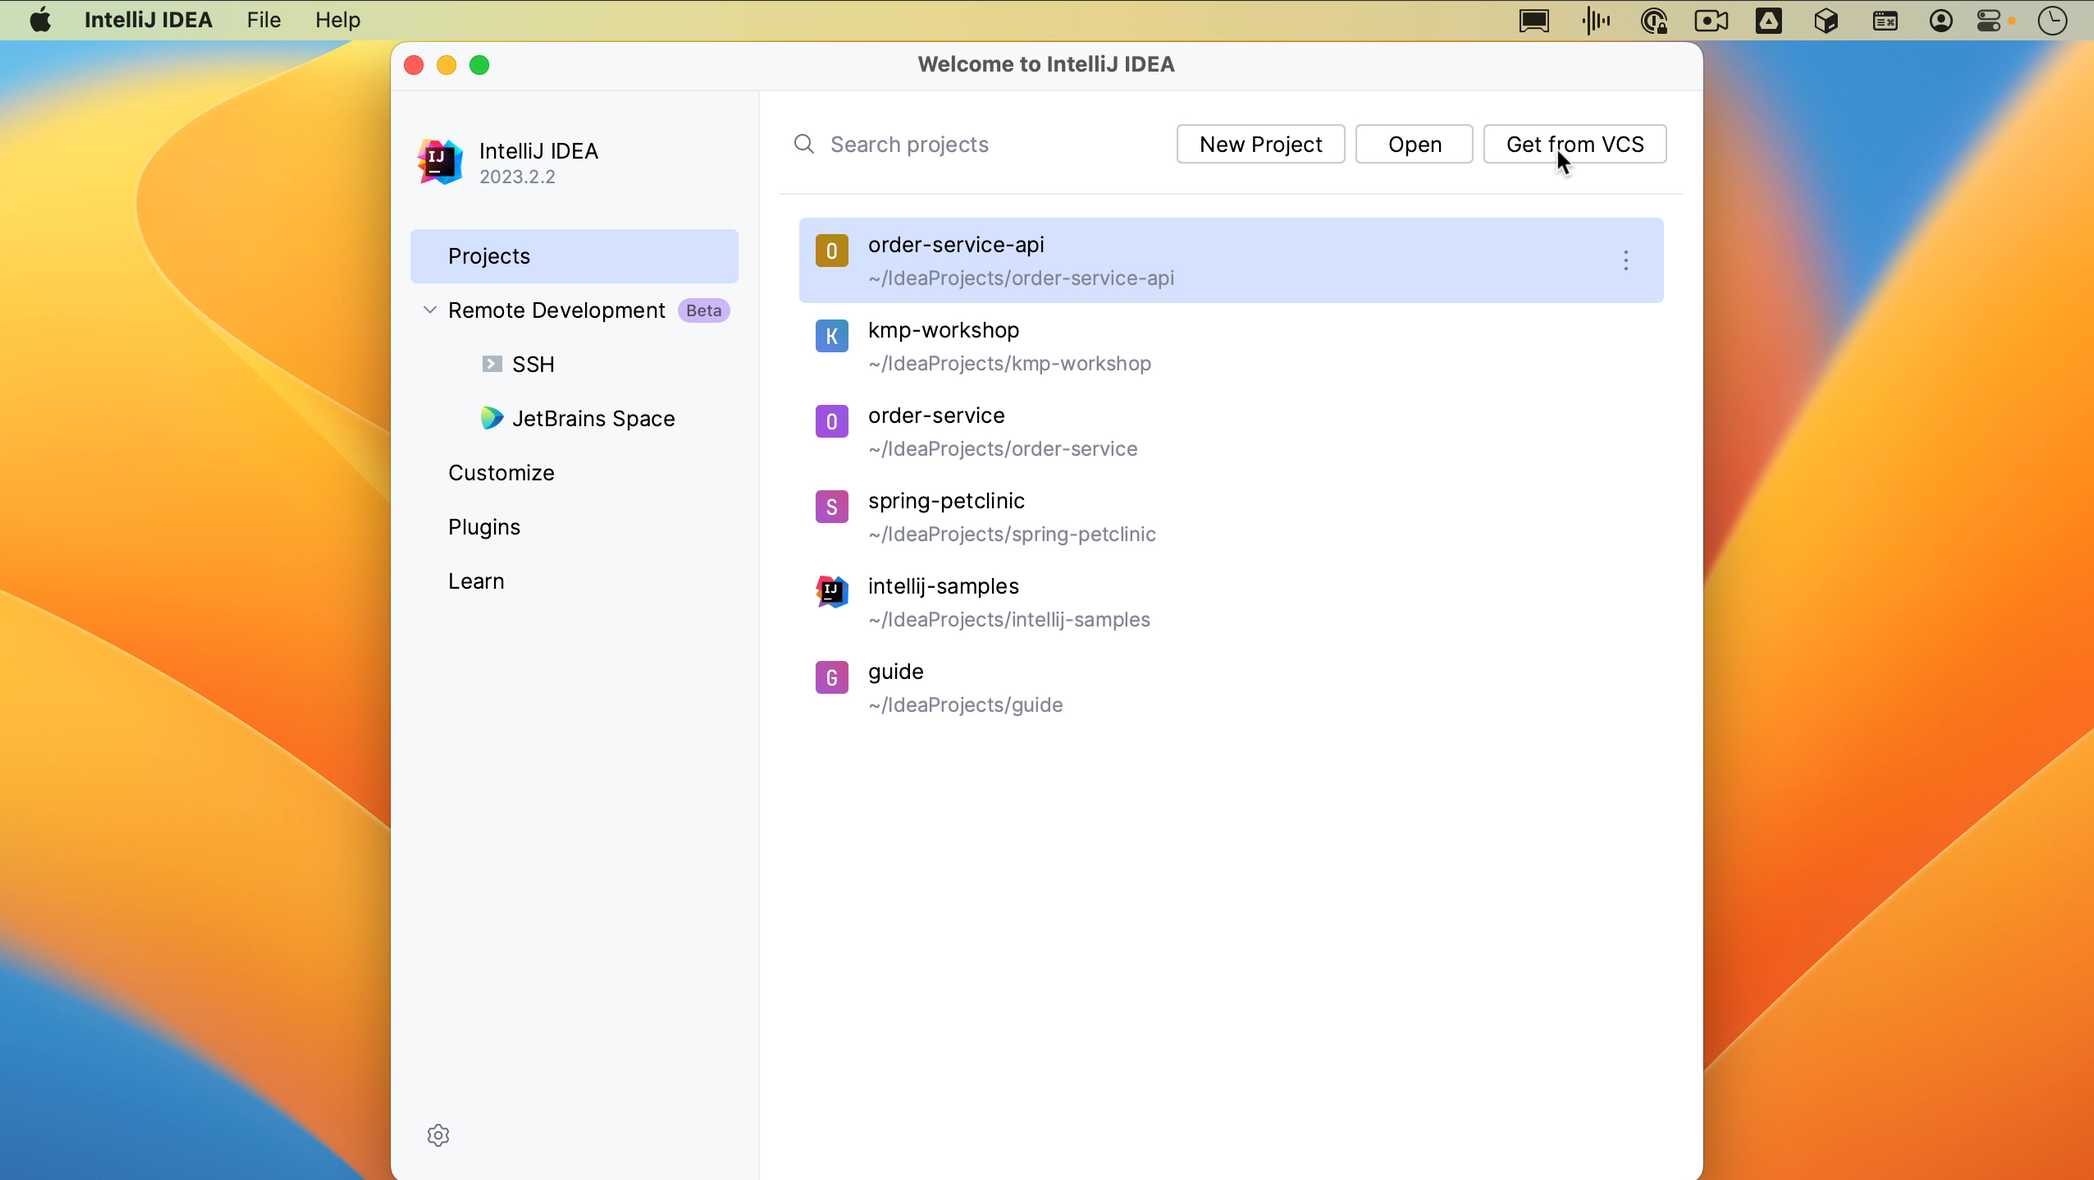 IntelliJ IDEA File Help
Welcome to IntelliJ IDEA
IJ
IntelliJ IDEA
2023.2.2
Search projects
New Project
Open
Get from VCS
Projects
Remote Development Beta
SSH
JetBrains Space
Customize
Plugins
Learn
O
order-service-api
~/IdeaProjects/order-service-api
K
kmp-workshop
~/IdeaProjects/kmp-workshop
O
order-service
~/IdeaProjects/order-service
S
spring-petclinic
~/IdeaProjects/spring-petclinic
IJ
intellij-samples
~/IdeaProjects/intellij-samples
G
guide
~/IdeaProjects/guide